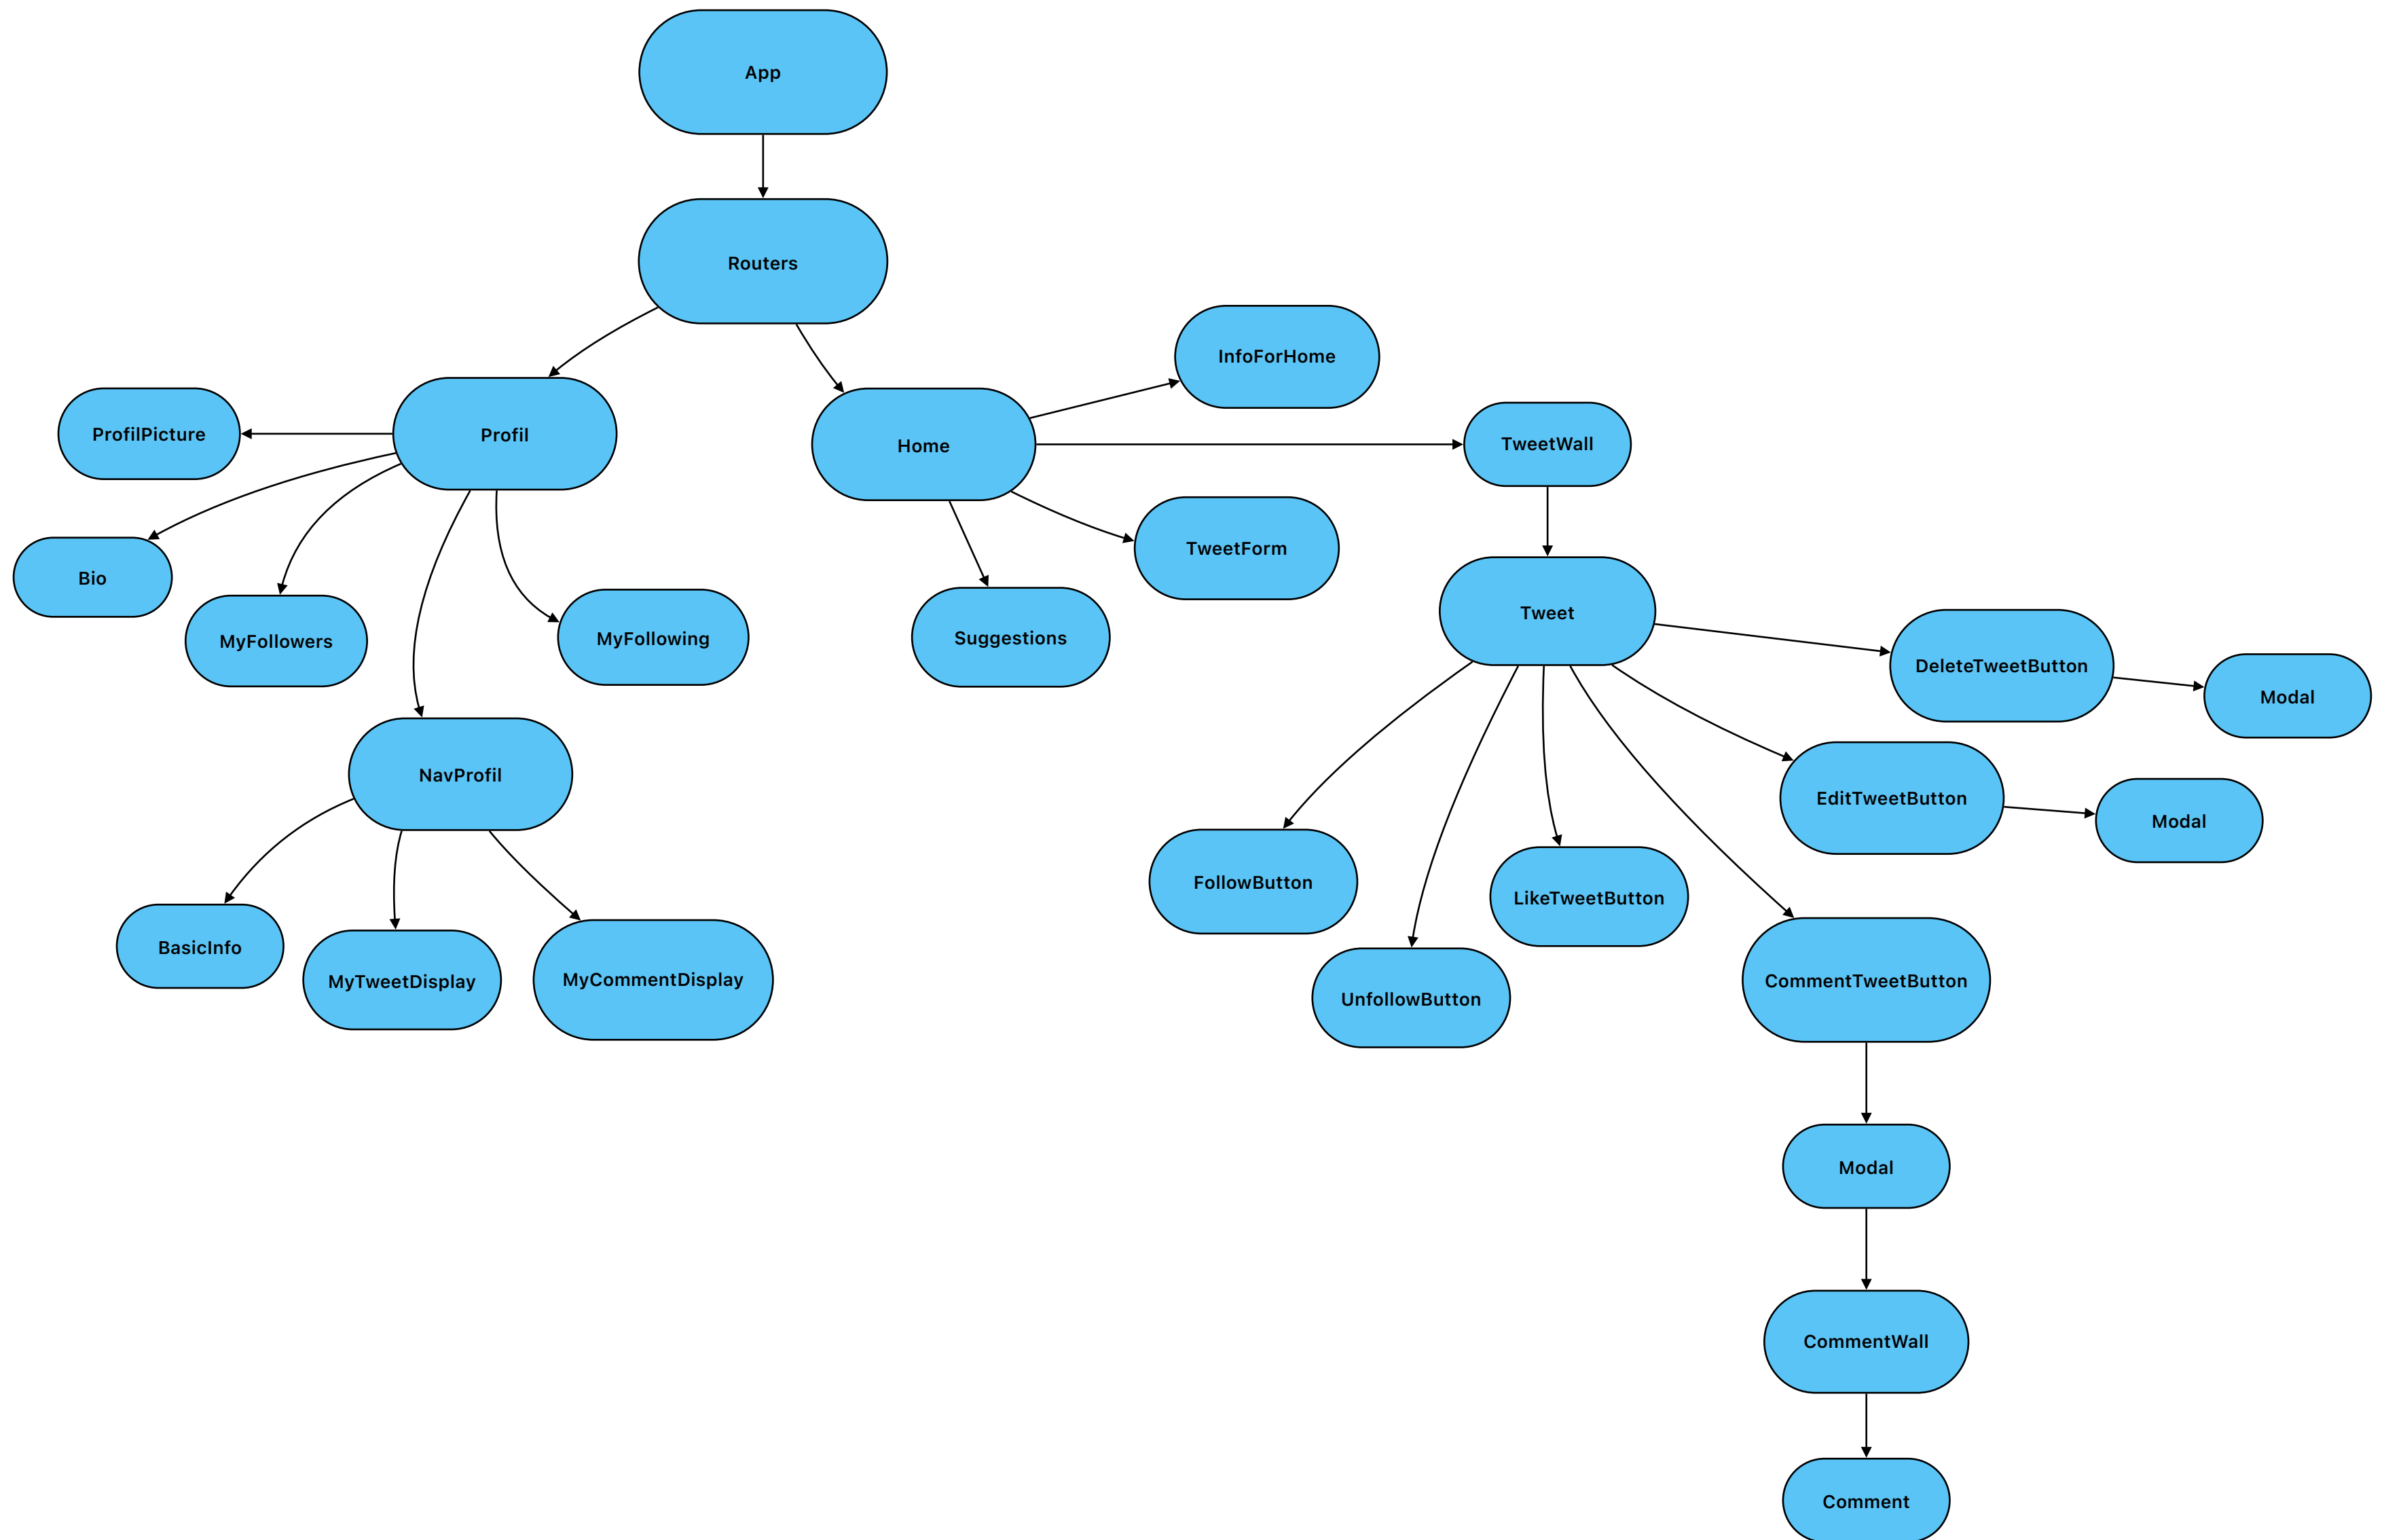 App
Routers
InfoForHome
ProfilPicture
Profil
Home
TweetWall
TweetForm
Bio
MyFollowers
MyFollowing
Suggestions
Tweet
DeleteTweetButton
Modal
NavProfil
EditTweetButton
Modal
FollowButton
LikeTweetButton
BasicInfo
MyTweetDisplay
MyCommentDisplay
UnfollowButton
CommentTweetButton
Modal
CommentWall
Comment